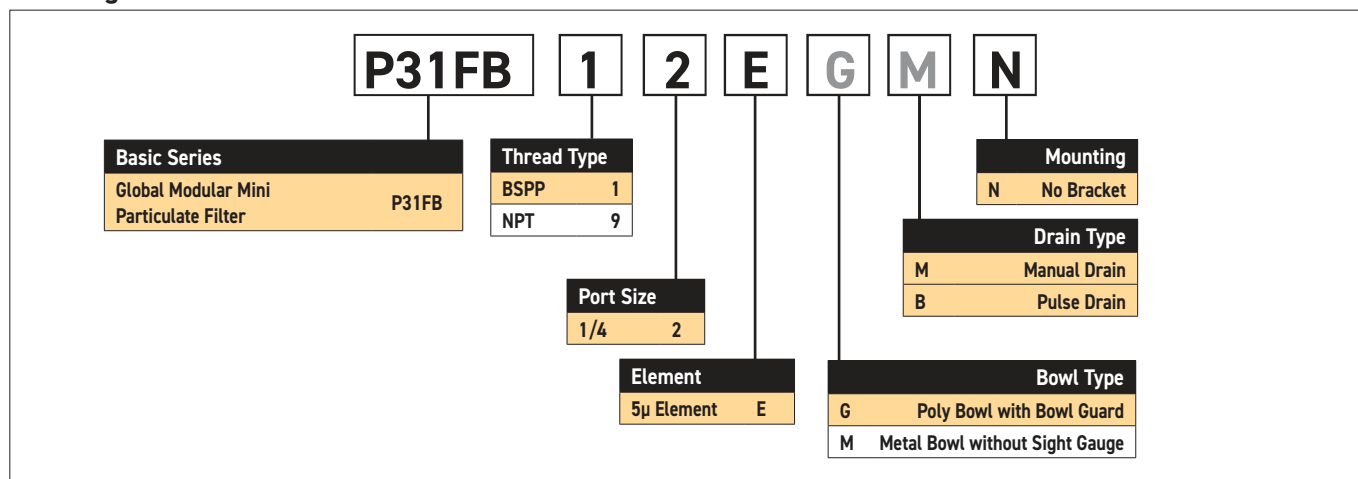 P31FB 1 2 E G M N
Basic Series
Global Modular Mini
Particulate Filter P31FB
Thread Type
BSPP 1
NPT 9
Mounting
N No Bracket
Drain Type
M Manual Drain
B Pulse Drain
Port Size
1/4 2
Element
5µ Element E
Bowl Type
G Poly Bowl with Bowl Guard
M Metal Bowl without Sight Gauge